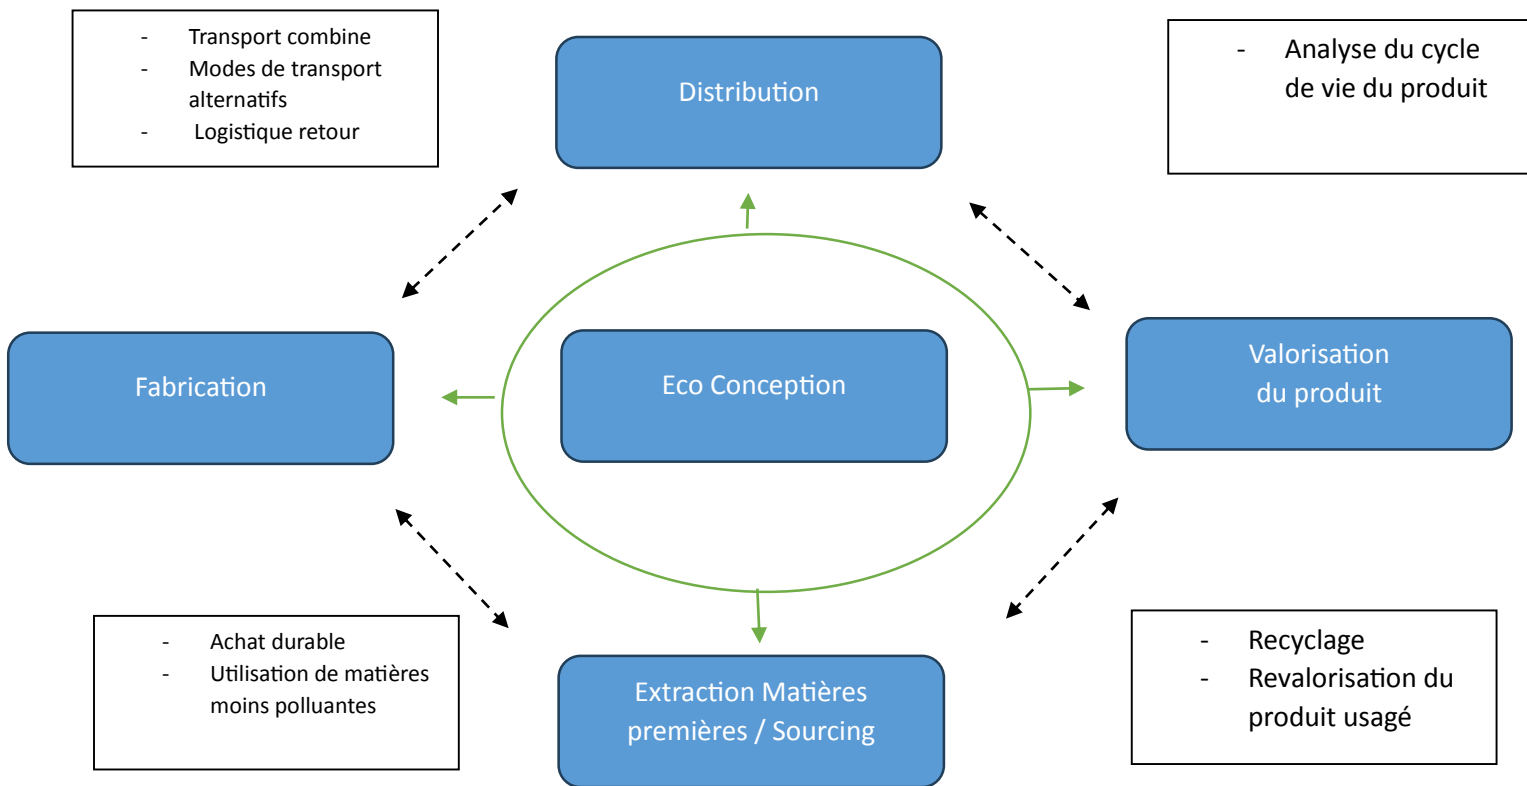 - Transport combine
- Modes de transport
alternatifs
- Logistique retour
Distribution
- Analyse du cycle
de vie du produit
Fabrication
Eco Conception
Valorisation
du produit
- Achat durable
- Utilisation de matières
moins polluantes
Extraction Matières
premières / Sourcing
- Recyclage
- Revalorisation du
produit usagé